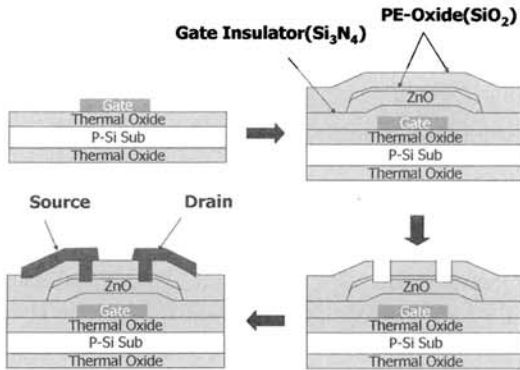 PE-Oxide(SiO2)
Gate Insulator(Si3N4)
Gate
Thermal Oxide
P-Si Sub
Thermal Oxide
ZnO
Gate
Thermal Oxide
P-Si Sub
Thermal Oxide
Source
Drain
ZnO
Gate
Thermal Oxide
P-Si Sub
Thermal Oxide
ZnO
Gate
Thermal Oxide
P-Si Sub
Thermal Oxide